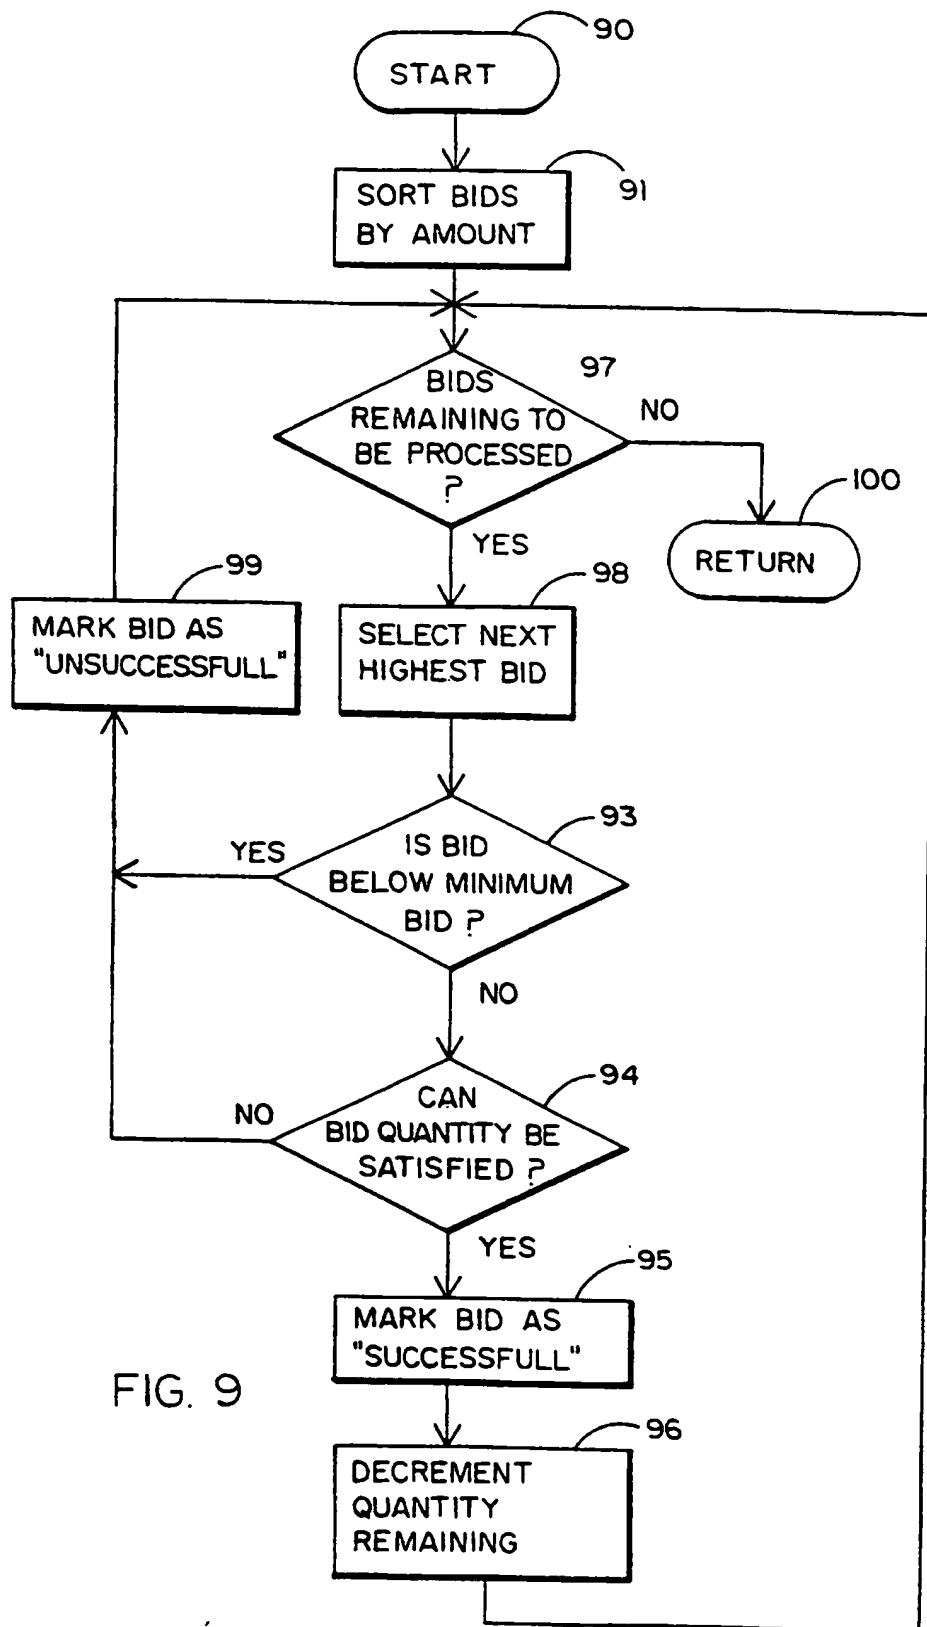 90
START
91
SORT BIDS
BY AMOUNT
97
BIDS
REMAINING TO
BE PROCESSED
?
NO
100
RETURN
YES
99
MARK BID AS
"UNSUCCESSFULL"
98
SELECT NEXT
HIGHEST BID
93
YES
IS BID
BELOW MINIMUM
BID ?
NO
94
NO
CAN
BID QUANTITY BE
SATISFIED ?
YES
95
MARK BID AS
"SUCCESSFULL"
FIG. 9
96
DECREMENT
QUANTITY
REMAINING